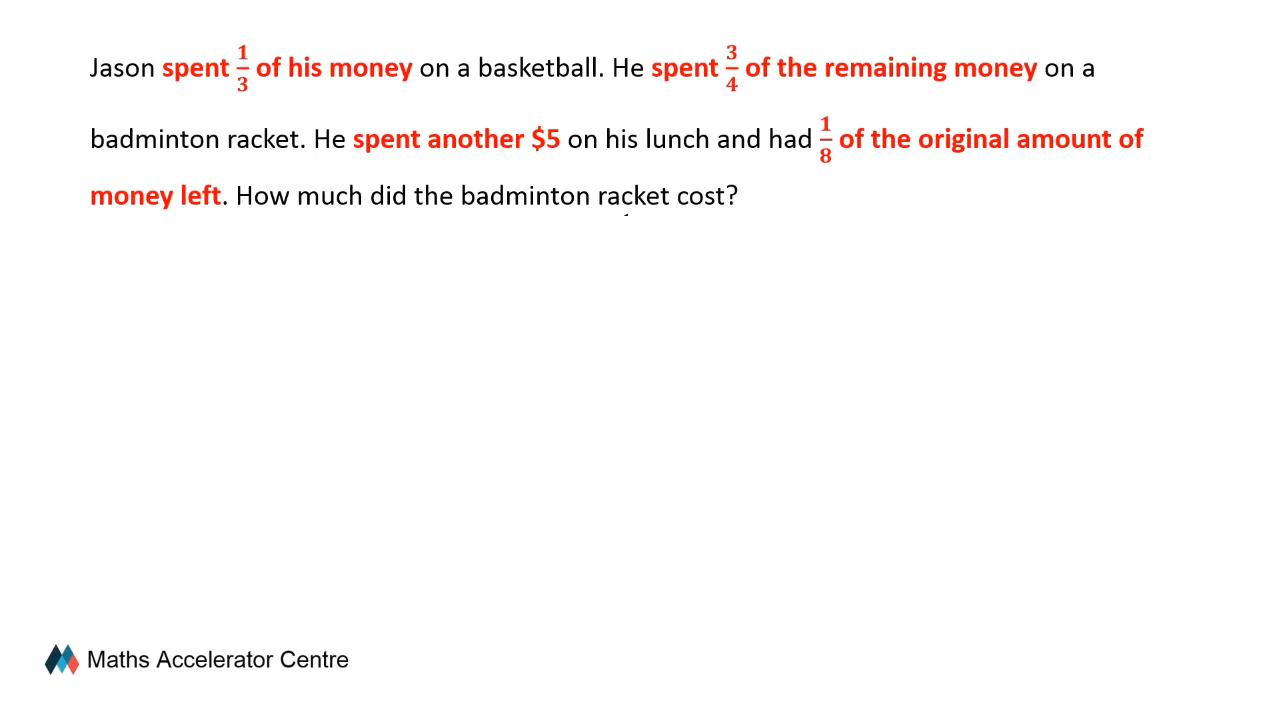 Jason spent 1/3 of his money on a basketball. He spent 3/4 of the remaining money on a
badminton racket. He spent another $5 on his lunch and had 1/8 of the original amount of
money left. How much did the badminton racket cost?
Maths Accelerator Centre